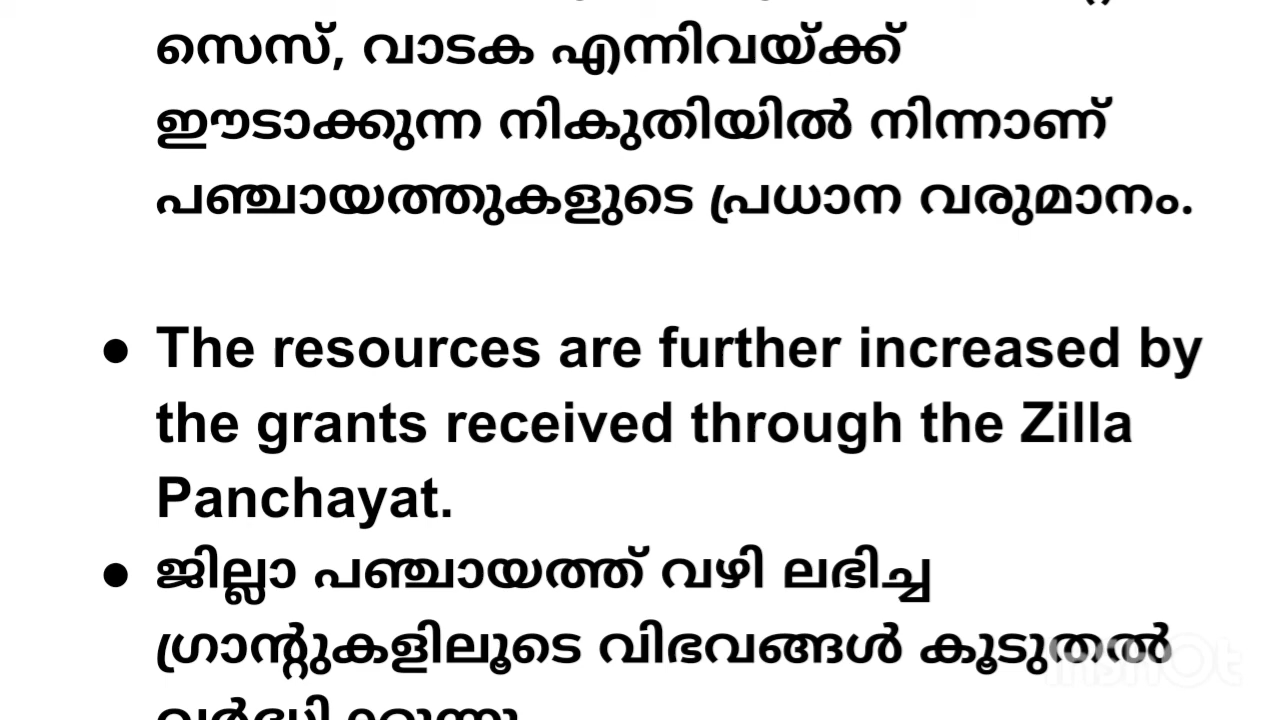 സെസ്, വാടക എന്നിവയ്ക്ക്
ഈടാക്കുന്ന നികുതിയിൽ നിന്നാണ്
പഞ്ചായത്തുകളുടെ പ്രധാന വരുമാനം.
● The resources are further increased by
the grants received through the Zilla
Panchayat.
● ജില്ലാ പഞ്ചായത്ത് വഴി ലഭിച്ച
ഗ്രാന്റുകളിലൂടെ വിഭവങ്ങൾ കൂടുതൽ